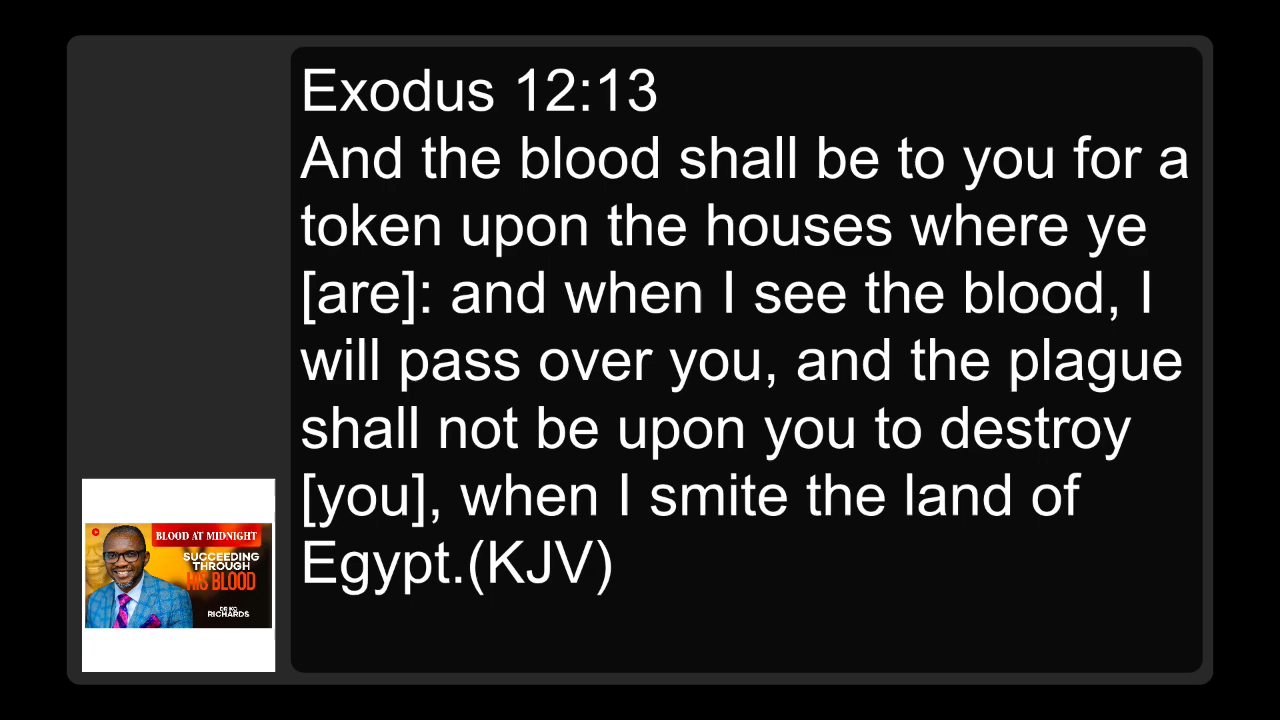 Exodus 12:13
And the blood shall be to you for a
token upon the houses where ye
[are]: and when I see the blood, I
will pass over you, and the plague
shall not be upon you to destroy
[you], when I smite the land of
Egypt.(KJV)
BLOOD AT MIDNIGHT
SUCCEEDING
THROUGH
HIS BLOOD
DR KC
RICHARDS